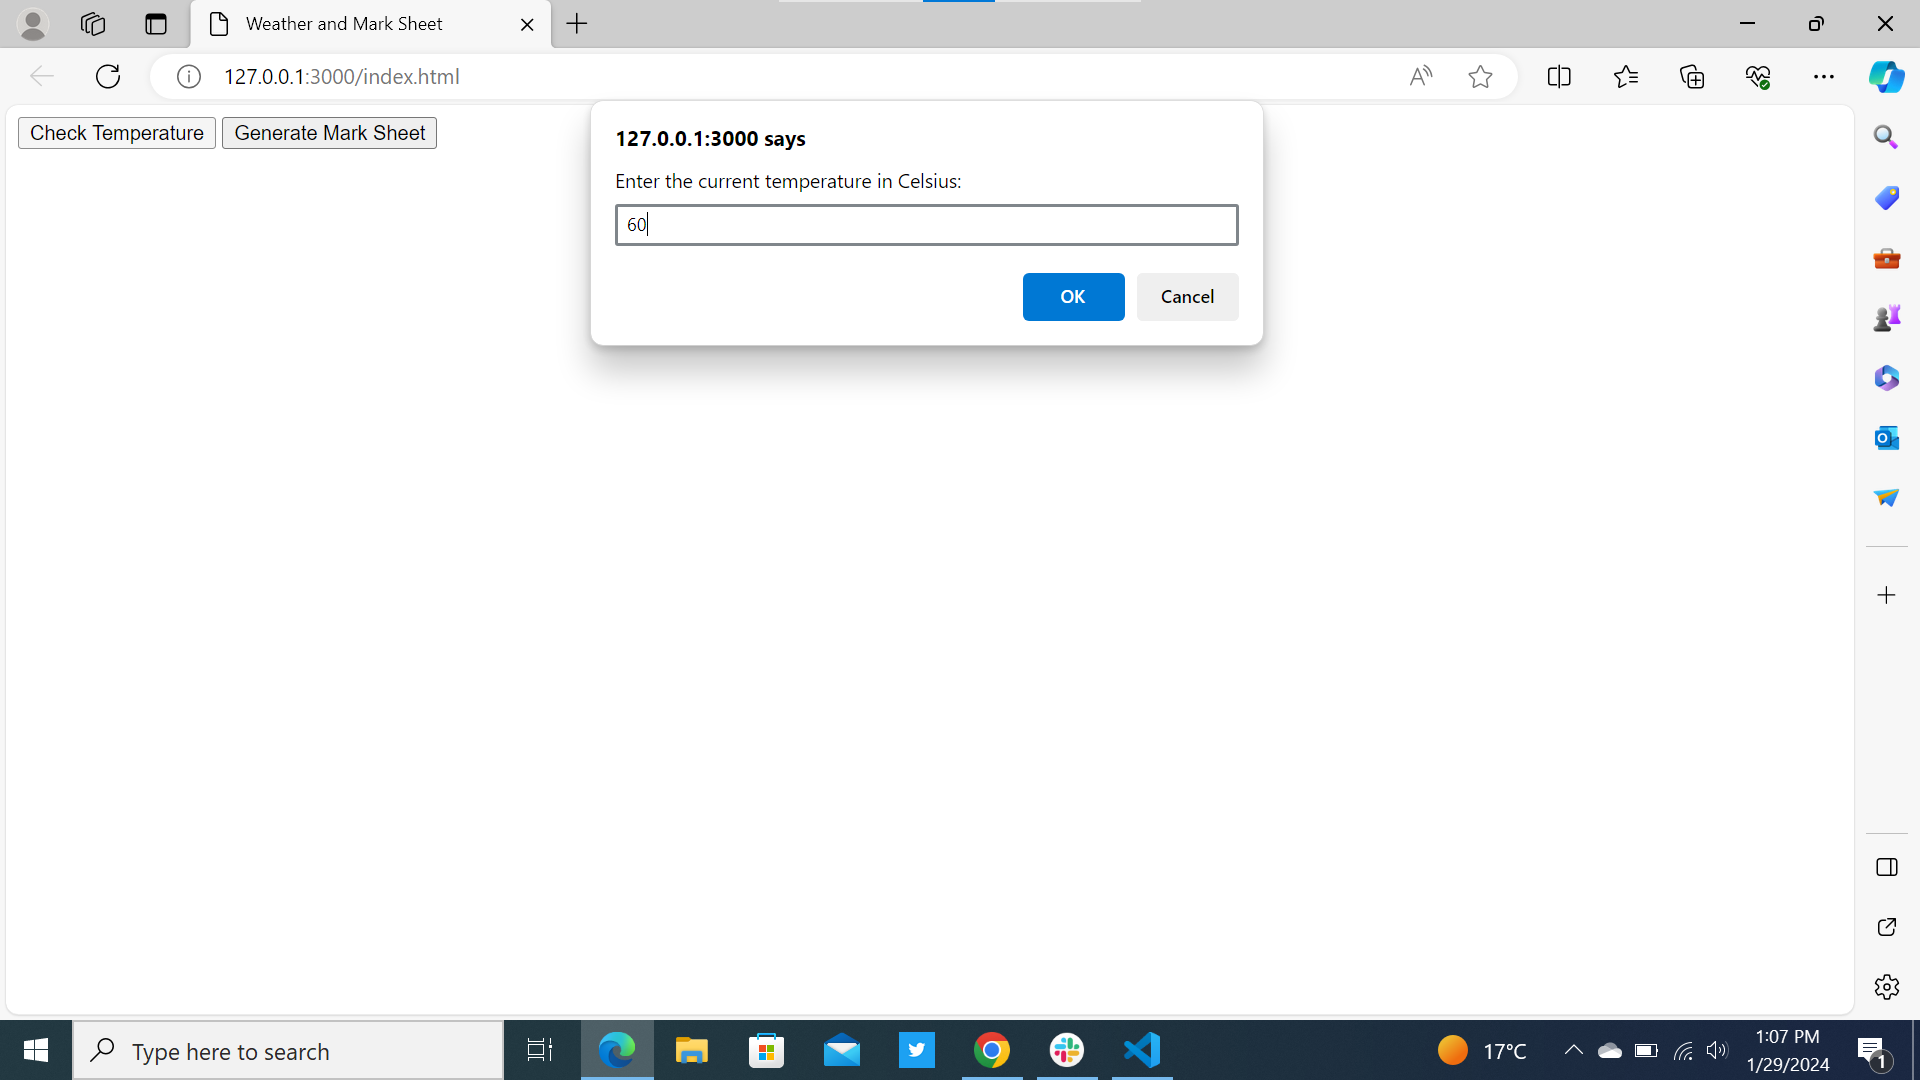 Weather and Mark Sheet
127.0.0.1:3000/index.html
Check Temperature Generate Mark Sheet
127.0.0.1:3000 says
Enter the current temperature in Celsius:
60
OK Cancel
Type here to search
17°C
1:07 PM
1/29/2024
1